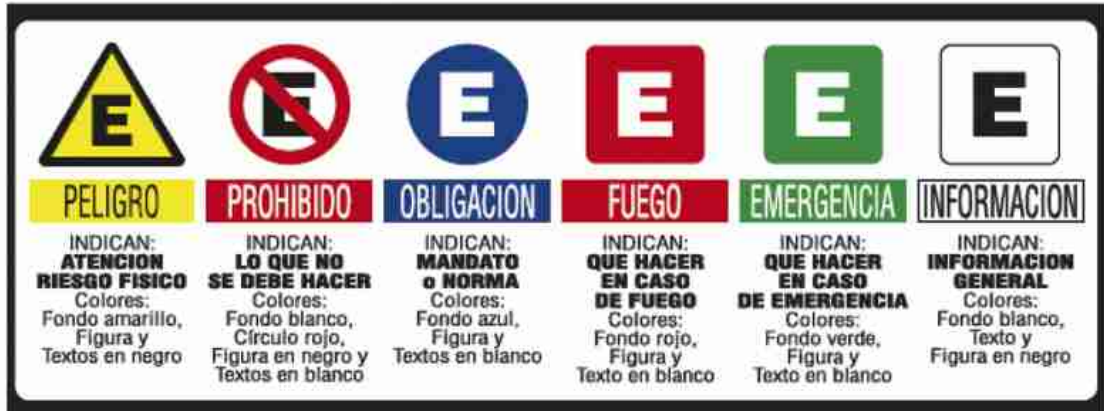 E
PELIGRO
INDICAN:
ATENCION
RIESGO FISICO
Colores:
Fondo amarillo,
Figura y
Textos en negro
E
PROHIBIDO
INDICAN:
LO QUE NO
SE DEBE HACER
Colores:
Fondo blanco,
Círculo rojo,
Figura en negro y
Textos en blanco
E
OBLIGACION
INDICAN:
MANDATO
o NORMA
Colores:
Fondo azul,
Figura y
Textos en blanco
E
FUEGO
INDICAN:
QUE HACER
EN CASO
DE FUEGO
Colores:
Fondo rojo,
Figura y
Texto en blanco
E
EMERGENCIA
INDICAN:
QUE HACER
EN CASO
DE EMERGENCIA
Colores:
Fondo verde,
Figura y
Texto en blanco
E
INFORMACION
INDICAN:
INFORMACION
GENERAL
Colores:
Fondo blanco,
Texto y
Figura en negro